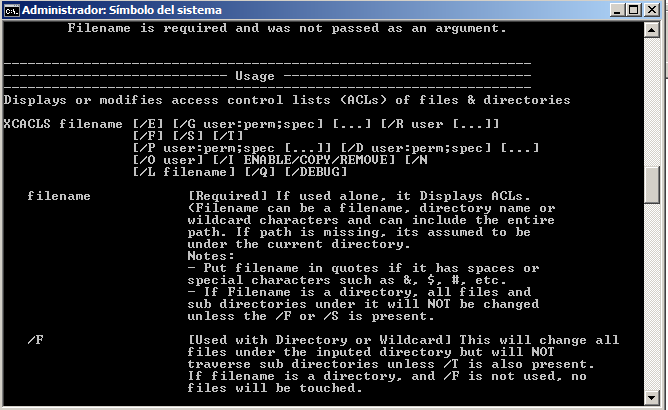 Administrador: Símbolo del sistema
Filename is required and was not passed as an argument.
--------------------------------------------------------------------
---------------------------- Usage --------------------------------
Displays or modifies access control lists (ACLs) of files & directories
XCACLS filename [/E] [/G user:perm;spec] [...] [/R user [...]]
[/F] [/S] [/T]
[/P user:perm;spec [...]] [/D user:perm;spec] [...]
[/O user] [/I ENABLE/COPY/REMOVE] [/N
[/L filename] [/Q] [/DEBUG]
filename [Required] If used alone, it Displays ACLs.
(Filename can be a filename, directory name or
wildcard characters and can include the entire
path. If path is missing, its assumed to be
under the current directory.
Notes:
- Put filename in quotes if it has spaces or
special characters such as &, $, #, etc.
- If Filename is a directory, all files and
sub directories under it will NOT be changed
unless the /F or /S is present.
/F [Used with Directory or Wildcard] This will change all
files under the inputed directory but will NOT
traverse sub directories unless /T is also present.
If filename is a directory, and /F is not used, no
files will be touched.